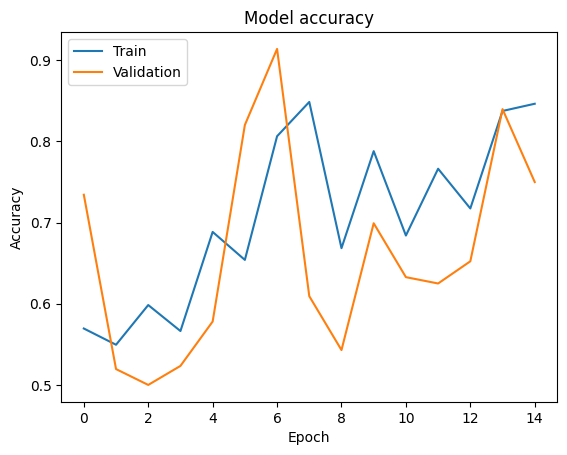 Model accuracy
Train
Validation
0.9
0.8
0.7
0.6
0.5
Accuracy
0 2 4 6 8 10 12 14
Epoch